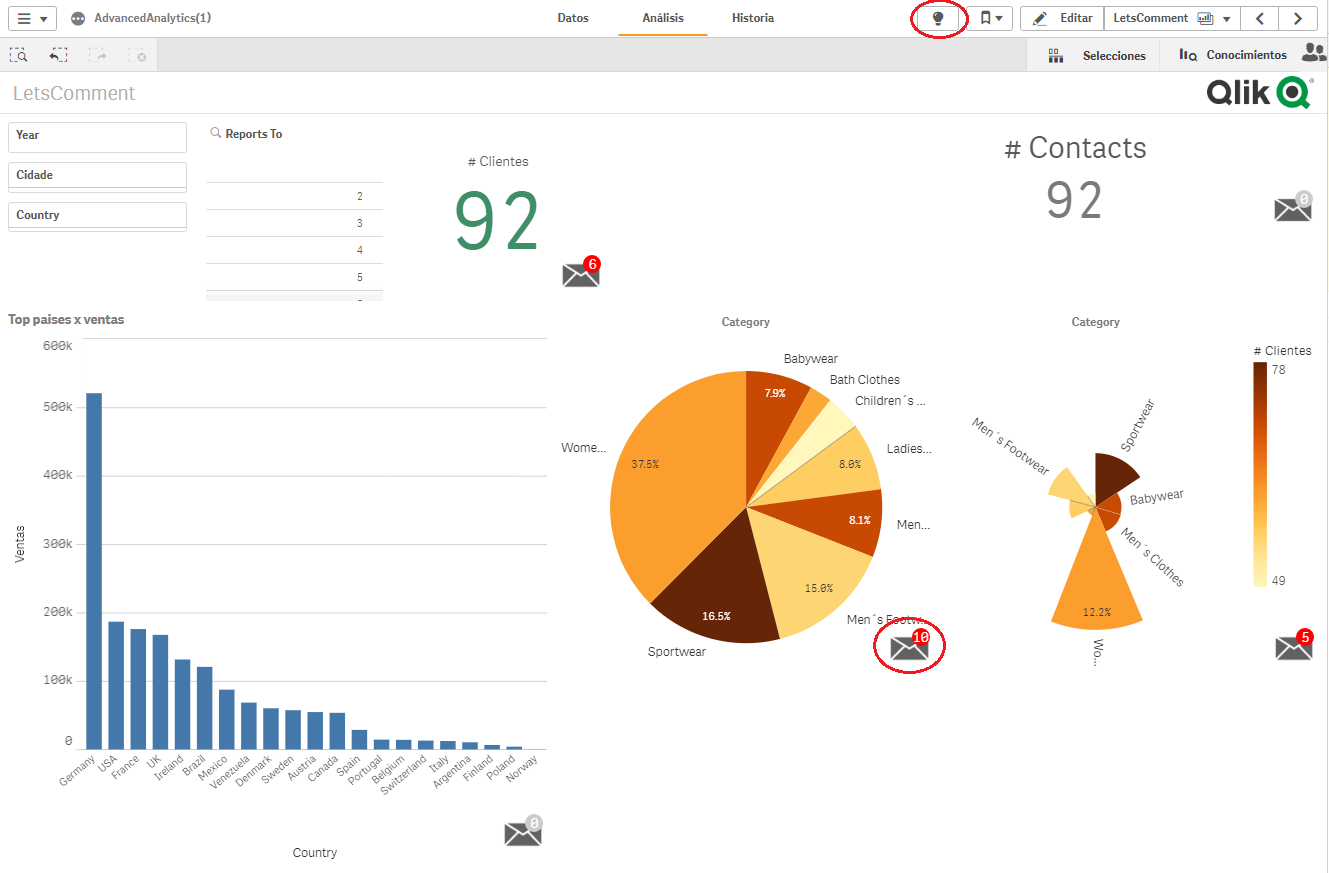 AdvancedAnalytics(1)
Datos
Análisis
Historia
Editar
LetsComment
Selecciones
Conocimientos
LetsComment
Qlik
Year
Cidade
Country
Reports To
2
3
4
5
# Clientes
92
6
# Contacts
92
0
Top paises x ventas
600k
500k
400k
300k
200k
100k
0
Ventas
Germany
USA
France
UK
Ireland
Brazil
Mexico
Venezuela
Denmark
Sweden
Austria
Canada
Spain
Portugal
Belgium
Switzerland
Italy
Argentina
Finland
Poland
Norway
Country
0
Category
Babywear
Bath Clothes
Children´s ...
Ladies...
Men...
Men´s Footw...
Sportwear
Wome...
7.9%
8.0%
8.1%
15.0%
16.5%
37.5%
10
Category
Sportwear
Babywear
Men´s Clothes
Wo...
Men´s Footwear
12.2%
# Clientes
78
49
5